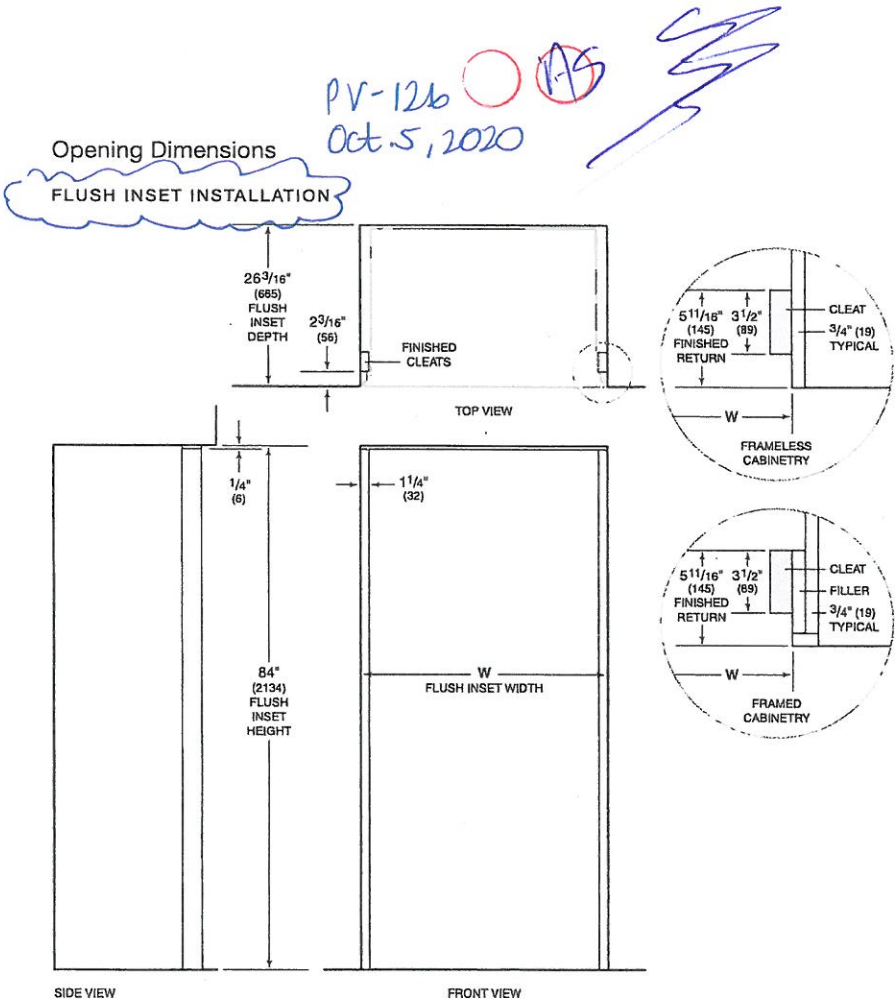 PV-126
Oct. 5, 2020
AS
Opening Dimensions
FLUSH INSET INSTALLATION
26 3/16"
(665)
FLUSH
INSET
DEPTH
2 3/16"
(56)
FINISHED
CLEATS
TOP VIEW
5 11/16"
(145)
FINISHED
RETURN
3 1/2"
(89)
CLEAT
3/4" (19)
TYPICAL
W
FRAMELESS
CABINETRY
1/4"
(6)
1 1/4"
(32)
5 11/16"
(145)
FINISHED
RETURN
3 1/2"
(89)
CLEAT
FILLER
3/4" (19)
TYPICAL
W
FRAMED
CABINETRY
84"
(2134)
FLUSH
INSET
HEIGHT
W
FLUSH INSET WIDTH
SIDE VIEW
FRONT VIEW